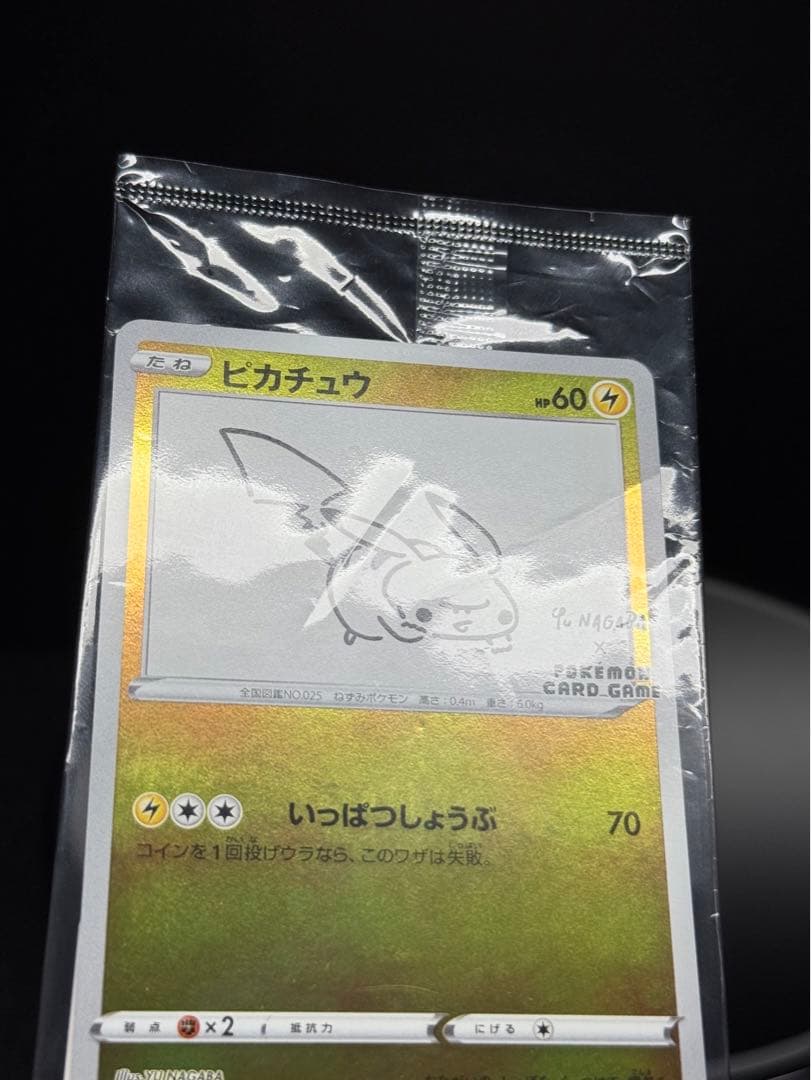 たね ピカチュウ HP60
Yu NAGABA
×
POKÉMON
CARD GAME
全国図鑑NO.025 ねずみポケモン 高さ：0.4m 重さ：6.0kg
いっぱつしょうぶ 70
コインを1回投げウラなら、このワザは失敗。
弱点 ×2 抵抗力 にげる
Illus. YU NAGABA